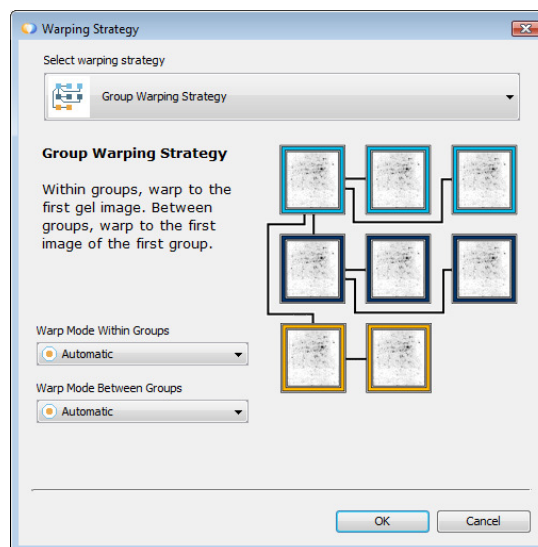 Warping Strategy
Select warping strategy
Group Warping Strategy
Group Warping Strategy
Within groups, warp to the
first gel image. Between
groups, warp to the first
image of the first group.
Warp Mode Within Groups
Automatic
Warp Mode Between Groups
Automatic
OK
Cancel